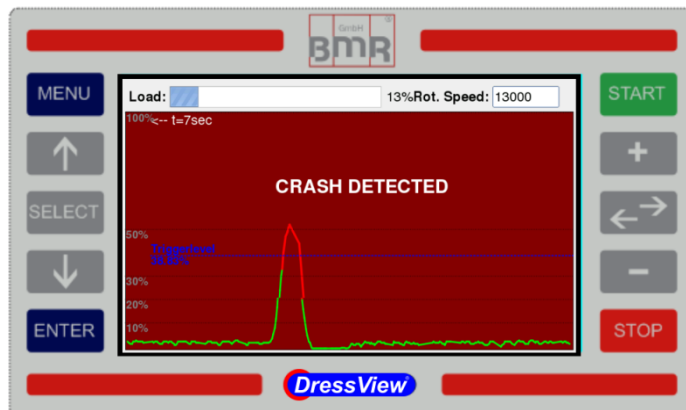 GmbH
BMR
MENU
SELECT
ENTER
Load:
13%
Rot. Speed:
13000
100%
<-- t=7sec
CRASH DETECTED
50%
Triggerlevel
30%
20%
10%
START
+
−
STOP
DressView